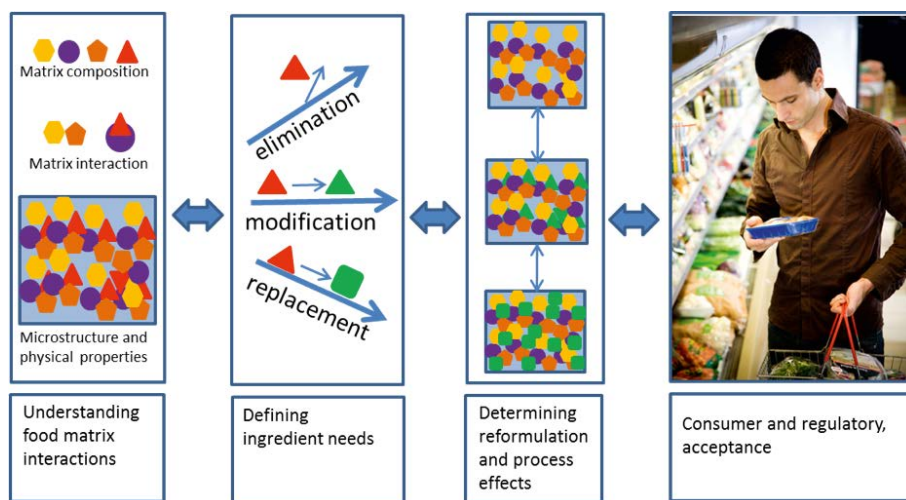 Matrix composition
Matrix interaction
Microstructure and
physical properties
elimination
modification
replacement
Understanding
food matrix
interactions
Defining
ingredient needs
Determining
reformulation
and process
effects
Consumer and regulatory,
acceptance